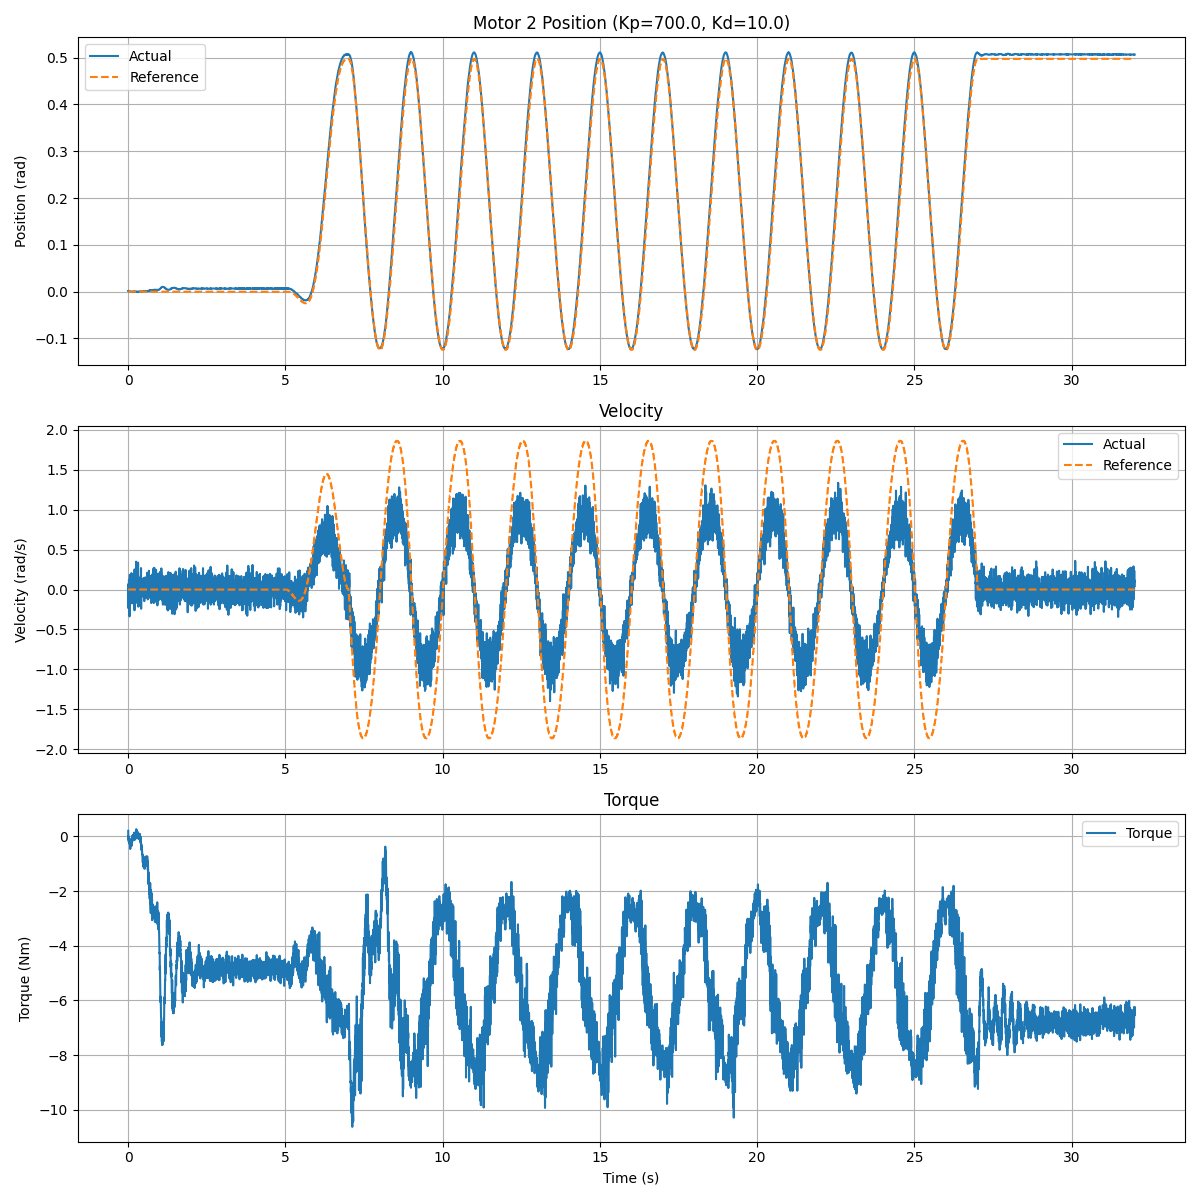 Motor 2 Position (Kp=700.0, Kd=10.0)
Actual
Reference
Position (rad)
0.5
0.4
0.3
0.2
0.1
0.0
−0.1
0 5 10 15 20 25 30
Velocity
Actual
Reference
Velocity (rad/s)
2.0
1.5
1.0
0.5
0.0
−0.5
−1.0
−1.5
−2.0
0 5 10 15 20 25 30
Torque
Torque
Torque (Nm)
0
−2
−4
−6
−8
−10
0 5 10 15 20 25 30
Time (s)